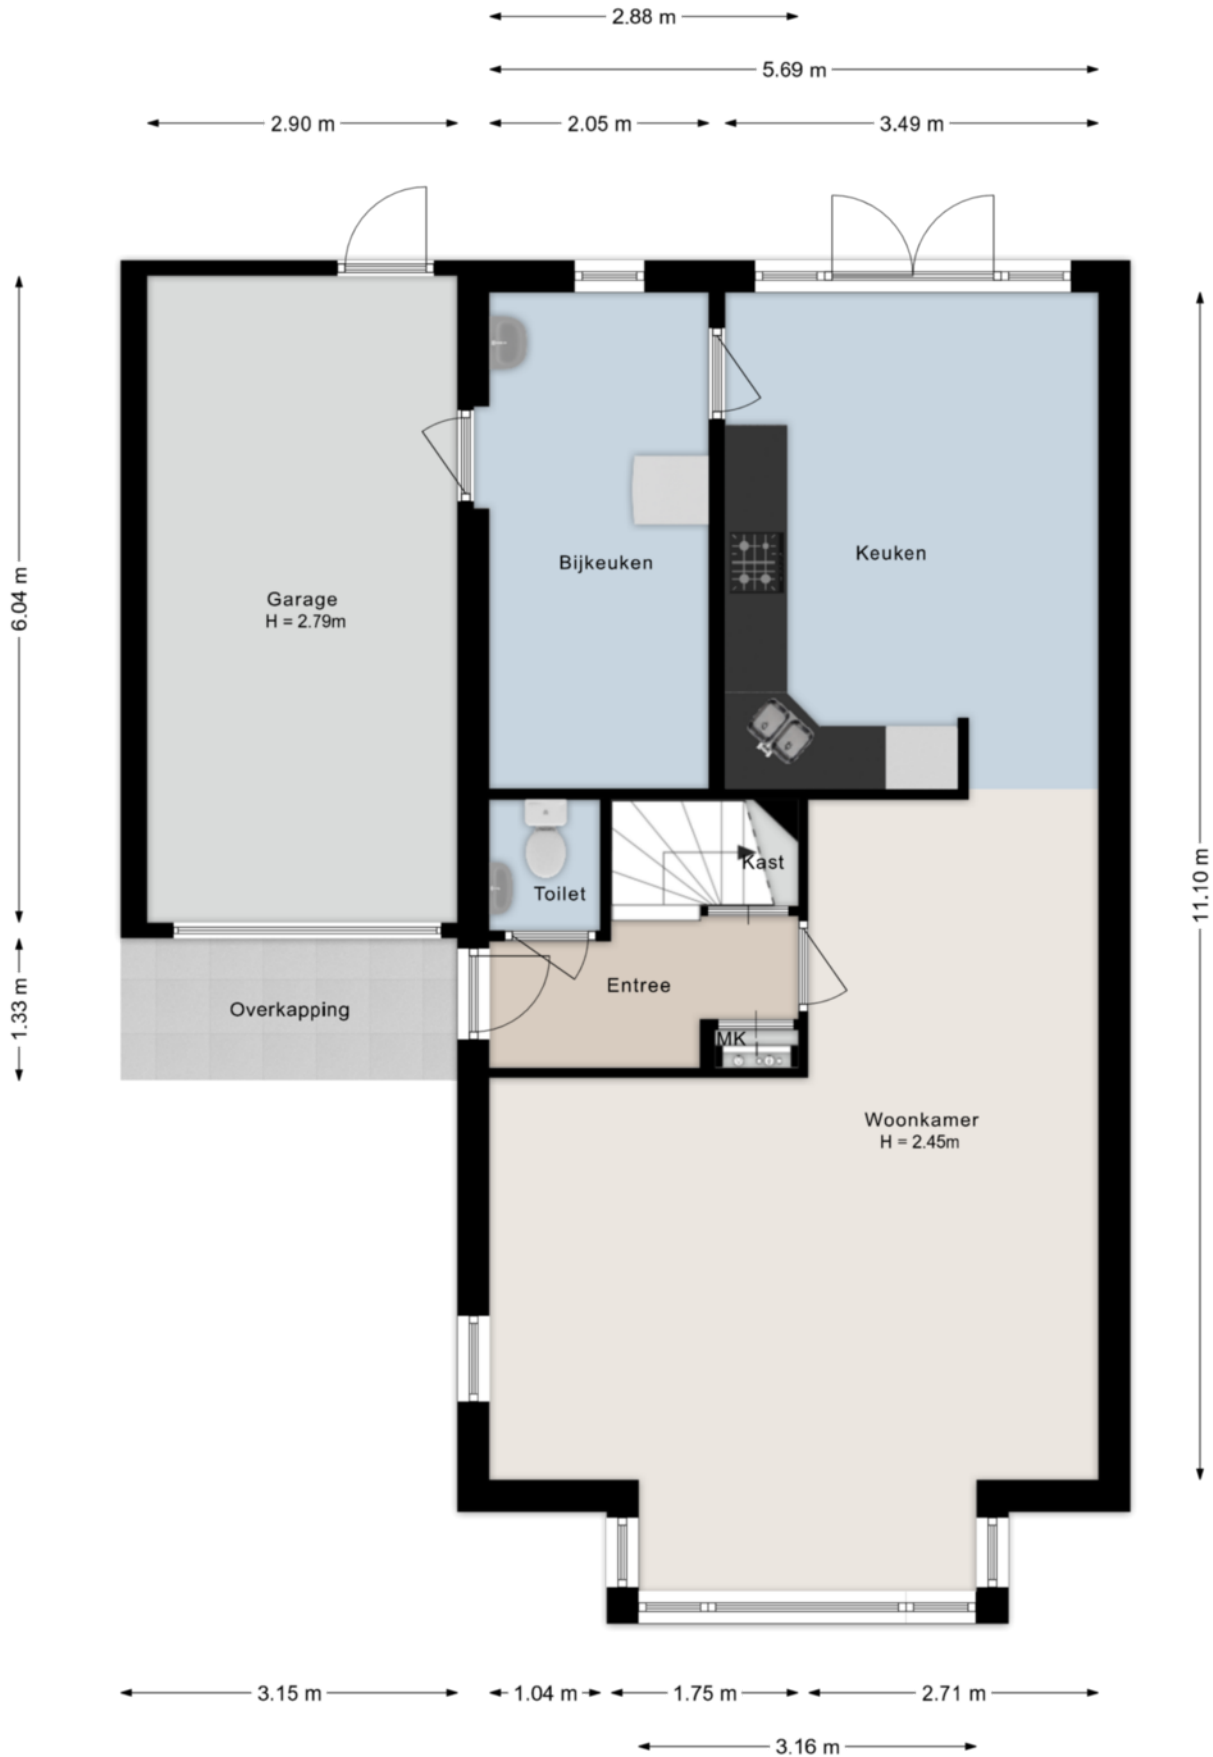 2.88 m
5.69 m
2.90 m
2.05 m
3.49 m
Keuken
Bijkeuken
Garage
H = 2.79m
6.04 m
Kast
Toilet
11.10 m
Entree
Overkapping
1.33 m
MK
Woonkamer
H = 2.45m
3.15 m
1.04 m
1.75 m
2.71 m
3.16 m